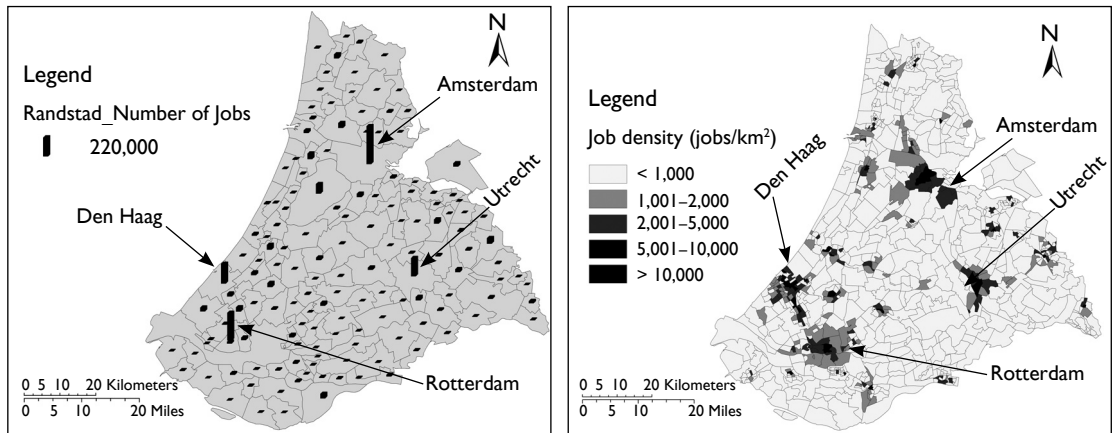 N
Legend
Amsterdam
Randstad_Number of Jobs
220,000
Utrecht
Den Haag
Rotterdam
0 5 10 20 Kilometers
0 5 10 20 Miles
N
Legend
Job density (jobs/km²)
< 1,000
1,001–2,000
2,001–5,000
5,001–10,000
> 10,000
Den Haag
Amsterdam
Utrecht
Rotterdam
0 5 10 20 Kilometers
0 5 10 20 Miles